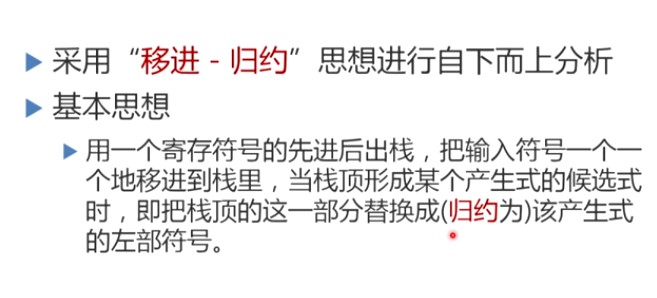 采用“移进－归约”思想进行自下而上分析
基本思想
用一个寄存符号的先进后出栈，把输入符号一个一
个地移进到栈里，当栈顶形成某个产生式的候选式
时，即把栈顶的这一部分替换成(归约为)该产生式
的左部符号。